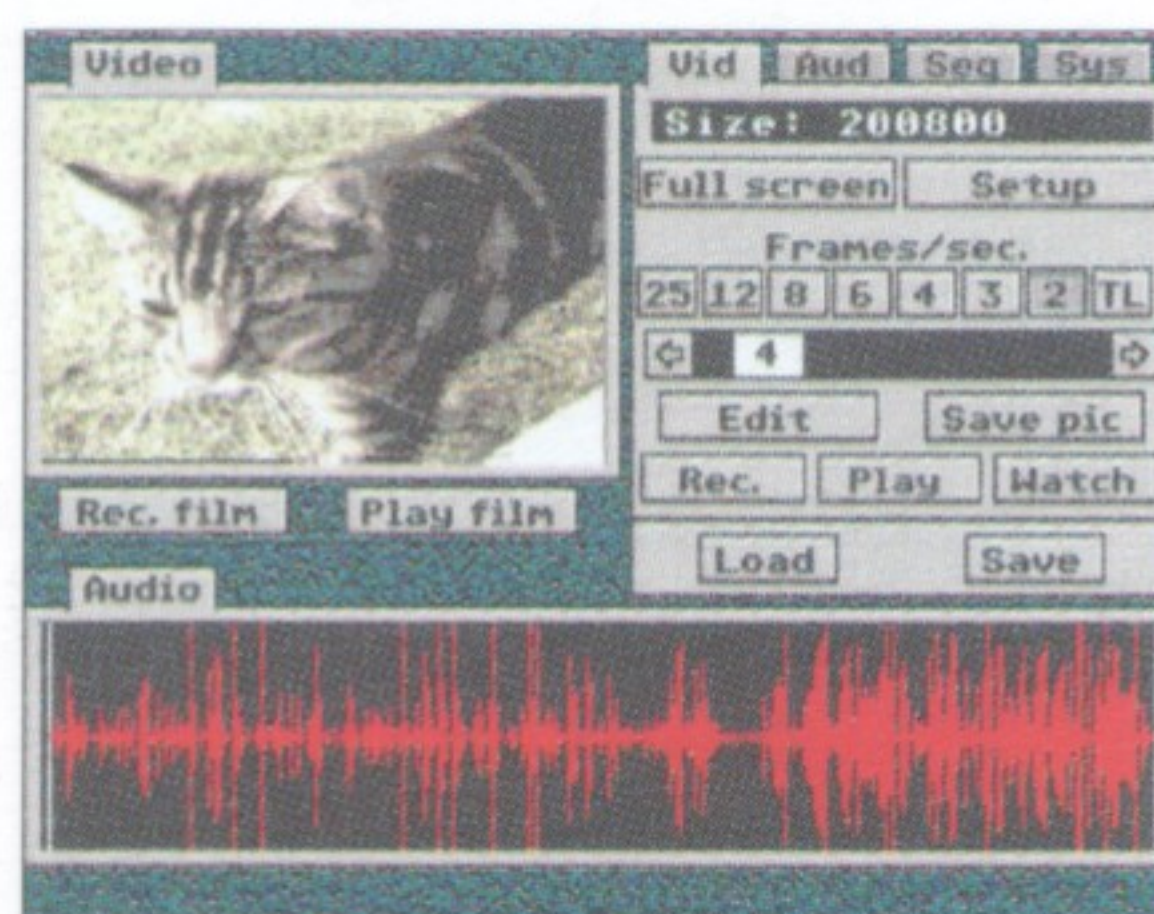 Video
Vid Aud Seq Sys
Size: 200800
Full screen Setup
Frames/sec.
25 12 8 6 4 3 2 TL
4
Edit Save pic
Rec. Play Watch
Rec. film Play film
Load Save
Audio